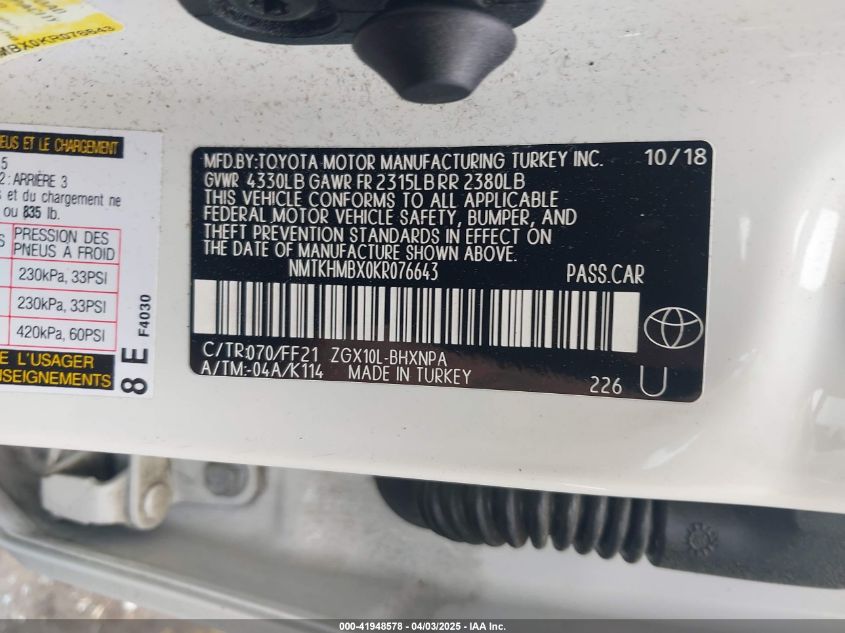 MBX0KR076643
EUS ET LE CHARGEMENT
5
2: ARRIÈRE 3
s et du chargement ne
ou 835 lb.
PRESSION DES
PNEUS A FROID
230kPa, 33PSI
230kPa, 33PSI
420kPa, 60PSI
L'USAGER
NSEIGNEMENTS
8 E F4030
MFD.BY:TOYOTA MOTOR MANUFACTURING TURKEY INC. 10/18
GVWR 4330LB GAWR FR 2315LB RR 2380LB
THIS VEHICLE CONFORMS TO ALL APPLICABLE
FEDERAL MOTOR VEHICLE SAFETY, BUMPER, AND
THEFT PREVENTION STANDARDS IN EFFECT ON
THE DATE OF MANUFACTURE SHOWN ABOVE.
NMTKHMBX0KR076643 PASS.CAR
C/TR:070/FF21 ZGX10L-BHXNPA
A/TM:-04A/K114 MADE IN TURKEY
226 U
000-41948578 - 04/03/2025 - IAA Inc.